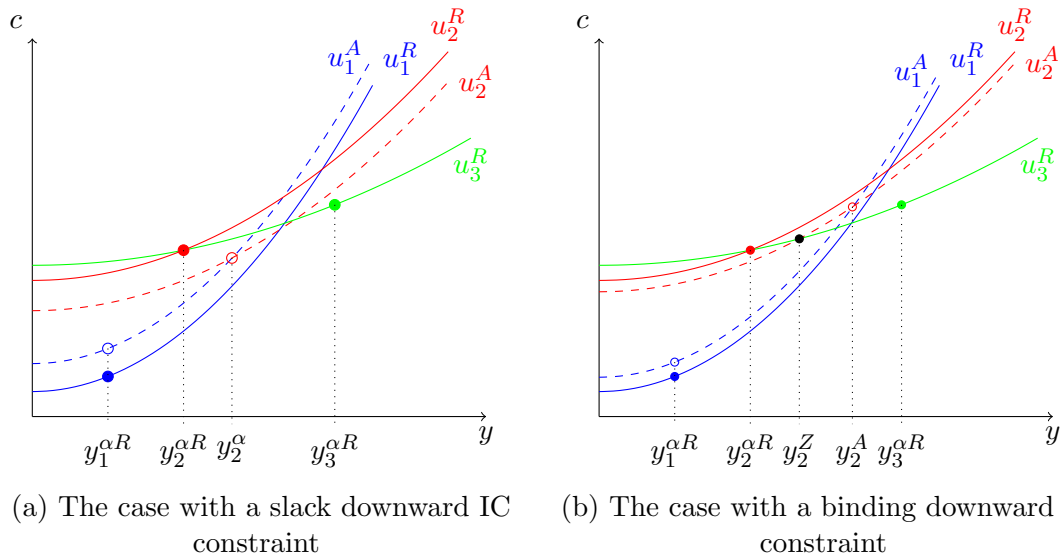 c
u_1^A u_1^R
u_2^R
u_2^A
u_3^R
y_1^{αR} y_2^{αR} y_2^α y_3^{αR}
y
(a) The case with a slack downward IC
constraint
c
u_1^A u_1^R
u_2^R
u_2^A
u_3^R
y_1^{αR} y_2^{αR} y_2^Z y_2^A y_3^{αR}
y
(b) The case with a binding downward
constraint